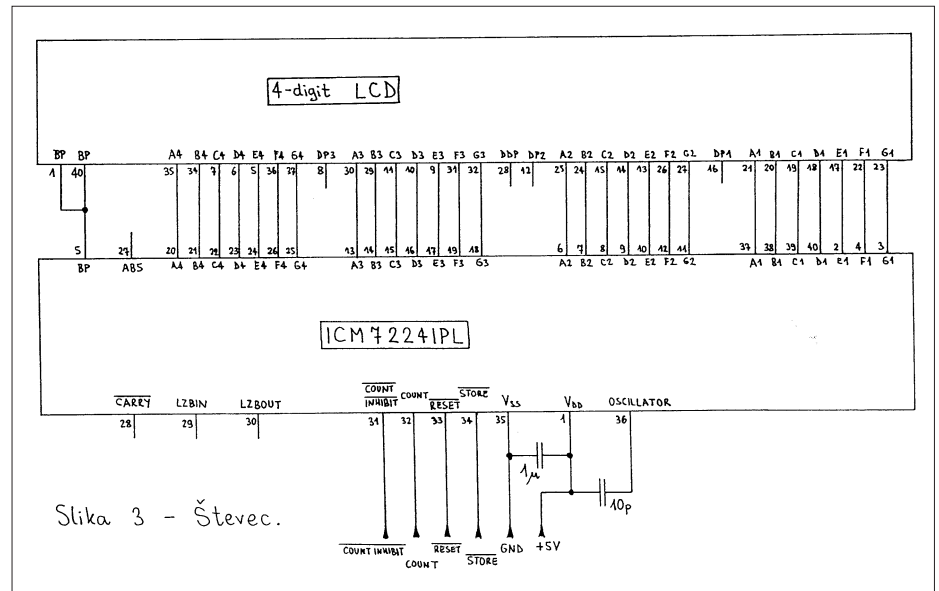 4-digit LCD
BP BP A4 B4 C4 D4 E4 F4 G4 DP3 A3 B3 C3 D3 E3 F3 G3 DDP DP2 A2 B2 C2 D2 E2 F2 G2 DP1 A1 B1 C1 D1 E1 F1 G1
1 40 35 34 7 6 5 36 37 8 30 29 11 10 9 31 32 28 12 25 24 15 14 13 26 27 16 21 20 19 18 17 22 23
5 27 20 21 22 23 24 26 25 13 14 15 16 17 19 18 6 7 8 9 10 12 11 37 38 39 40 2 4 3
BP AB5 A4 B4 C4 D4 E4 F4 G4 A3 B3 C3 D3 E3 F3 G3 A2 B2 C2 D2 E2 F2 G2 A1 B1 C1 D1 E1 F1 G1
ICM7224IPL
CARRY LZBIN LZBOUT COUNT INHIBIT COUNT RESET STORE VSS VDD OSCILLATOR
28 29 30 31 32 33 34 35 1 36
1µ
10p
Slika 3 - Števec.
COUNT INHIBIT COUNT RESET STORE GND +5V